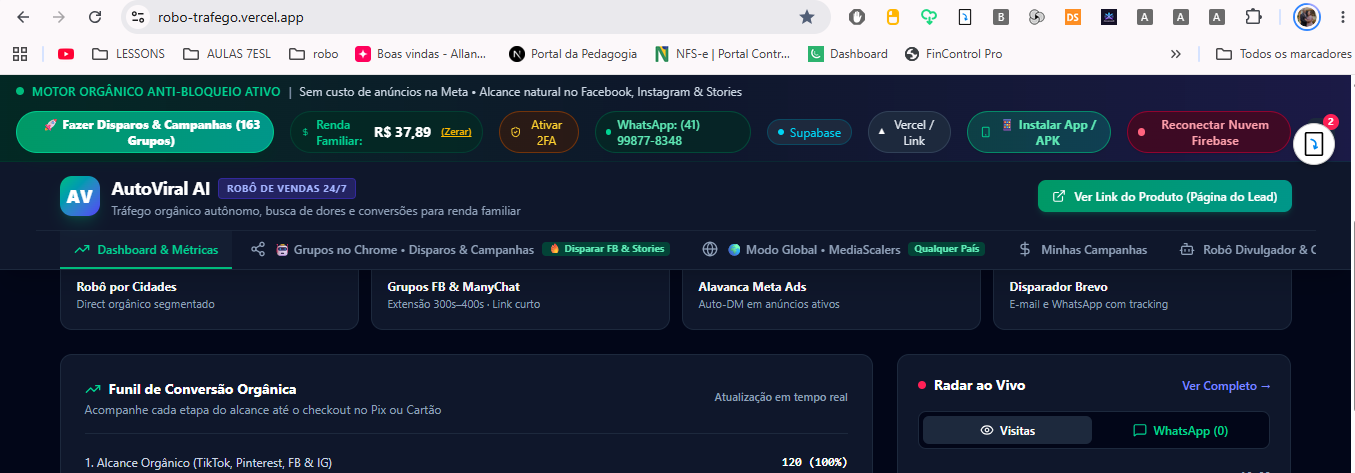 robo-trafego.vercel.app
LESSONS
AULAS 7ESL
robo
Boas vindas - Allan...
Portal da Pedagogia
NFS-e | Portal Contr...
Dashboard
FinControl Pro
»
Todos os marcadores
MOTOR ORGÂNICO ANTI-BLOQUEIO ATIVO | Sem custo de anúncios na Meta • Alcance natural no Facebook, Instagram & Stories
🚀 Fazer Disparos & Campanhas (163
Grupos)
$ Renda
Familiar:
R$ 37,89 (Zerar)
Ativar
2FA
WhatsApp: (41)
99877-8348
Supabase
▲ Vercel /
Link
Instalar App /
APK
Reconectar Nuvem
Firebase
2
AV
AutoViral AI
ROBÔ DE VENDAS 24/7
Tráfego orgânico autônomo, busca de dores e conversões para renda familiar
Ver Link do Produto (Página do Lead)
Dashboard & Métricas
Grupos no Chrome • Disparos & Campanhas
🔥 Disparar FB & Stories
Modo Global • MediaScalers
Qualquer País
$ Minhas Campanhas
Robô Divulgador & C
Robô por Cidades
Direct orgânico segmentado
Grupos FB & ManyChat
Extensão 300s–400s · Link curto
Alavanca Meta Ads
Auto-DM em anúncios ativos
Disparador Brevo
E-mail e WhatsApp com tracking
Funil de Conversão Orgânica
Acompanhe cada etapa do alcance até o checkout no Pix ou Cartão
Atualização em tempo real
1. Alcance Orgânico (TikTok, Pinterest, FB & IG)
120 (100%)
Radar ao Vivo
Ver Completo →
Visitas
WhatsApp (0)